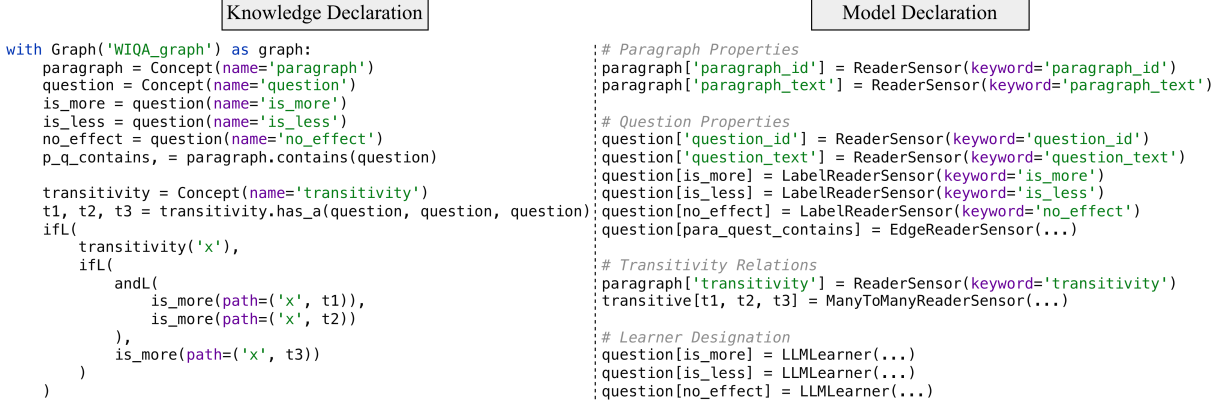 Knowledge Declaration
with Graph('WIQA_graph') as graph:
    paragraph = Concept(name='paragraph')
    question = Concept(name='question')
    is_more = question(name='is_more')
    is_less = question(name='is_less')
    no_effect = question(name='no_effect')
    p_q_contains, = paragraph.contains(question)

    transitivity = Concept(name='transitivity')
    t1, t2, t3 = transitivity.has_a(question, question, question)
    ifL(
        transitivity('x'),
        ifL(
            andL(
                is_more(path=('x', t1)),
                is_more(path=('x', t2))
            ),
            is_more(path=('x', t3))
        )
    )
Model Declaration
# Paragraph Properties
paragraph['paragraph_id'] = ReaderSensor(keyword='paragraph_id')
paragraph['paragraph_text'] = ReaderSensor(keyword='paragraph_text')

# Question Properties
question['question_id'] = ReaderSensor(keyword='question_id')
question['question_text'] = ReaderSensor(keyword='question_text')
question[is_more] = LabelReaderSensor(keyword='is_more')
question[is_less] = LabelReaderSensor(keyword='is_less')
question[no_effect] = LabelReaderSensor(keyword='no_effect')
question[para_quest_contains] = EdgeReaderSensor(...)

# Transitivity Relations
paragraph['transitivity'] = ReaderSensor(keyword='transitivity')
transitive[t1, t2, t3] = ManyToManyReaderSensor(...)

# Learner Designation
question[is_more] = LLMLearner(...)
question[is_less] = LLMLearner(...)
question[no_effect] = LLMLearner(...)